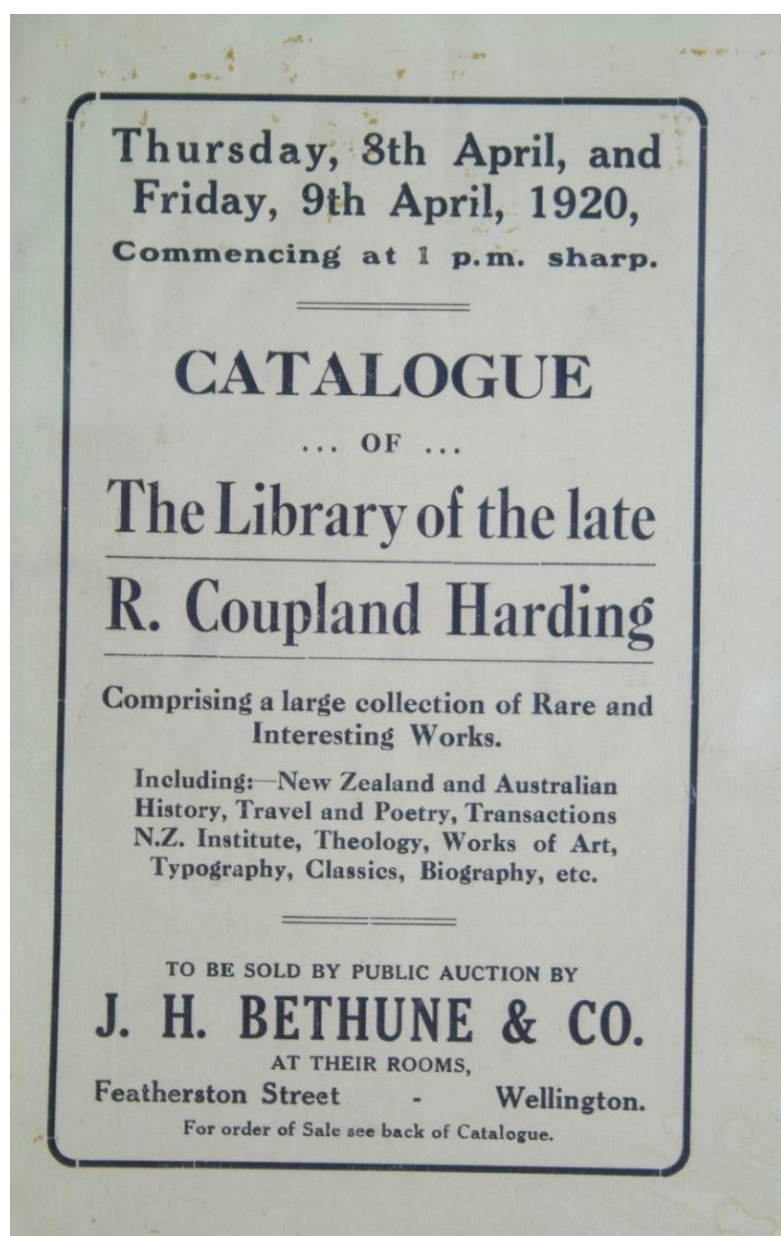 Thursday, 8th April, and
Friday, 9th April, 1920,
Commencing at 1 p.m. sharp.
CATALOGUE
... OF ...
The Library of the late
R. Coupland Harding
Comprising a large collection of Rare and
Interesting Works.
Including:—New Zealand and Australian
History, Travel and Poetry, Transactions
N.Z. Institute, Theology, Works of Art,
Typography, Classics, Biography, etc.
TO BE SOLD BY PUBLIC AUCTION BY
J. H. BETHUNE & CO.
AT THEIR ROOMS,
Featherston Street - Wellington.
For order of Sale see back of Catalogue.